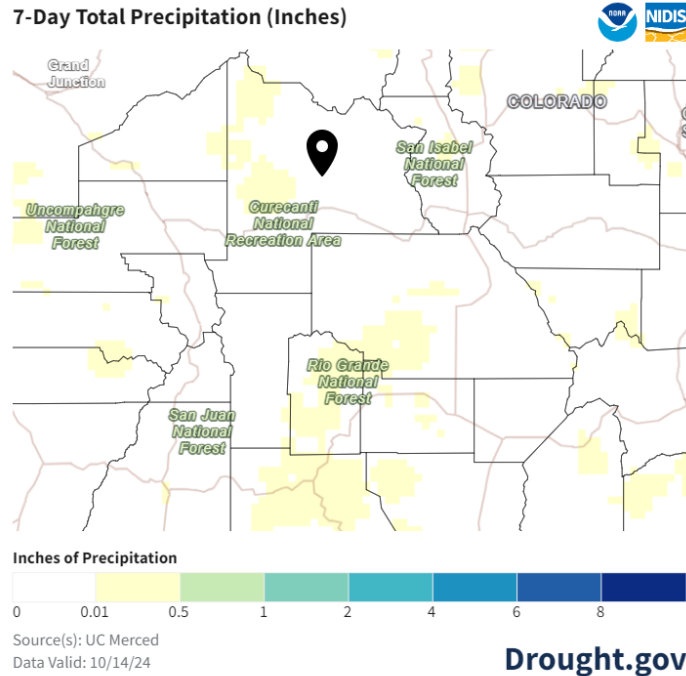 7-Day Total Precipitation (Inches)
NOAA
NIDIS
Grand
Junction
COLORADO
San Isabel
National
Forest
Uncompahgre
National
Forest
Curecanti
National
Recreation Area
Rio Grande
National
Forest
San Juan
National
Forest
Inches of Precipitation
0 0.01 0.5 1 2 4 6 8
Source(s): UC Merced
Data Valid: 10/14/24
Drought.gov